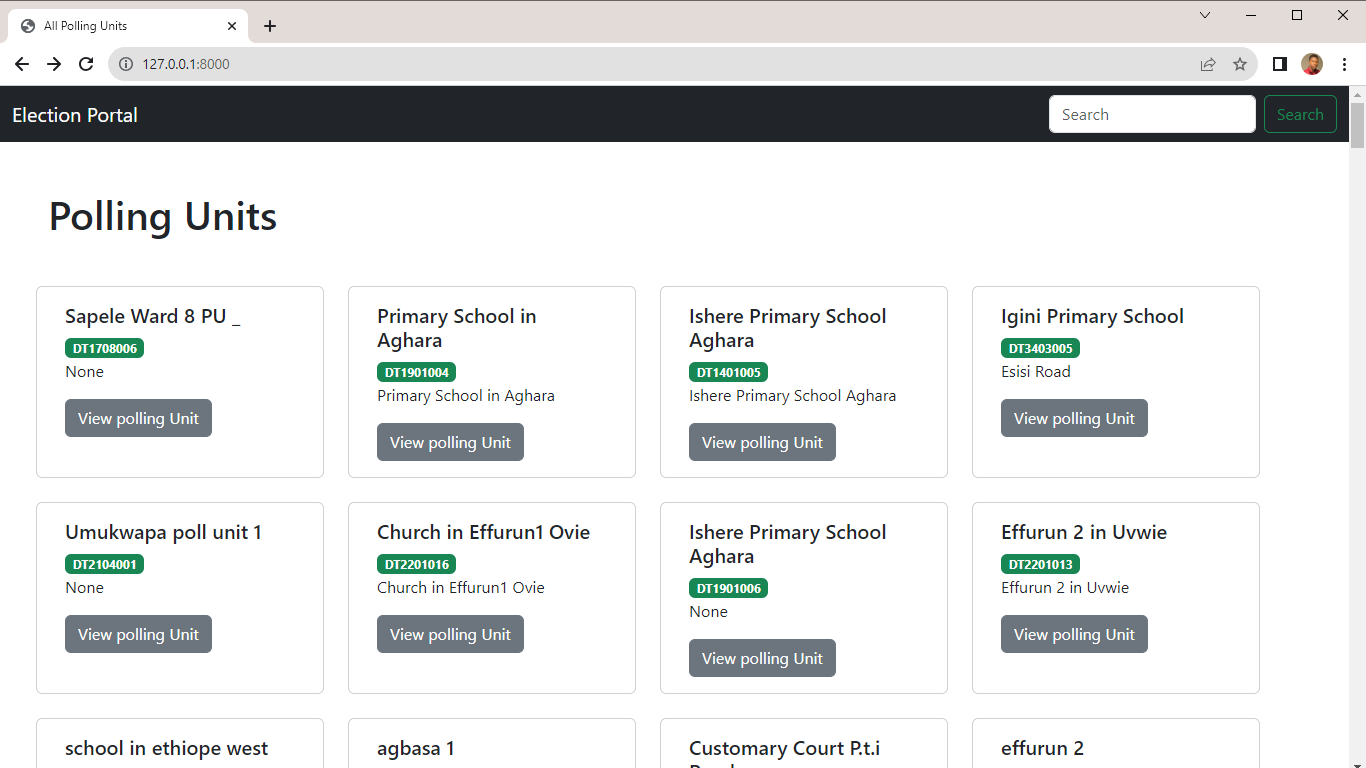 All Polling Units
127.0.0.1:8000
Election Portal
Search
Search
Polling Units
Sapele Ward 8 PU _
DT1708006
None
View polling Unit
Primary School in
Aghara
DT1901004
Primary School in Aghara
View polling Unit
Ishere Primary School
Aghara
DT1401005
Ishere Primary School Aghara
View polling Unit
Igini Primary School
DT3403005
Esisi Road
View polling Unit
Umukwapa poll unit 1
DT2104001
None
View polling Unit
Church in Effurun1 Ovie
DT2201016
Church in Effurun1 Ovie
View polling Unit
Ishere Primary School
Aghara
DT1901006
None
View polling Unit
Effurun 2 in Uvwie
DT2201013
Effurun 2 in Uvwie
View polling Unit
school in ethiope west
agbasa 1
Customary Court P.t.i
effurun 2